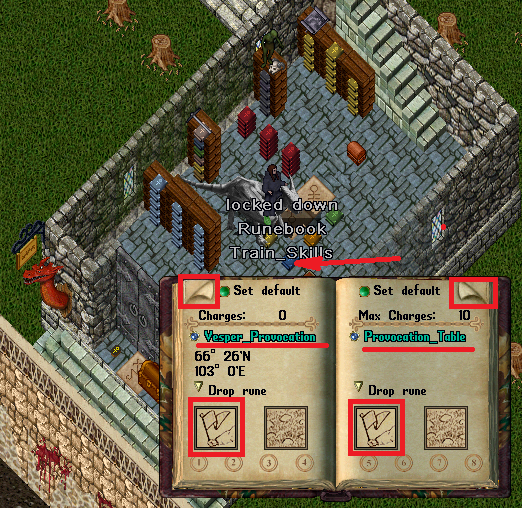 locked down
Runebook
Train_Skills
Set default
Set default
Charges: 0
Max Charges: 10
Vesper_Provocation
Provocation_Table
66° 26'N
103° 0'E
Drop rune
Drop rune
1 2 3 4
5 6 7 8